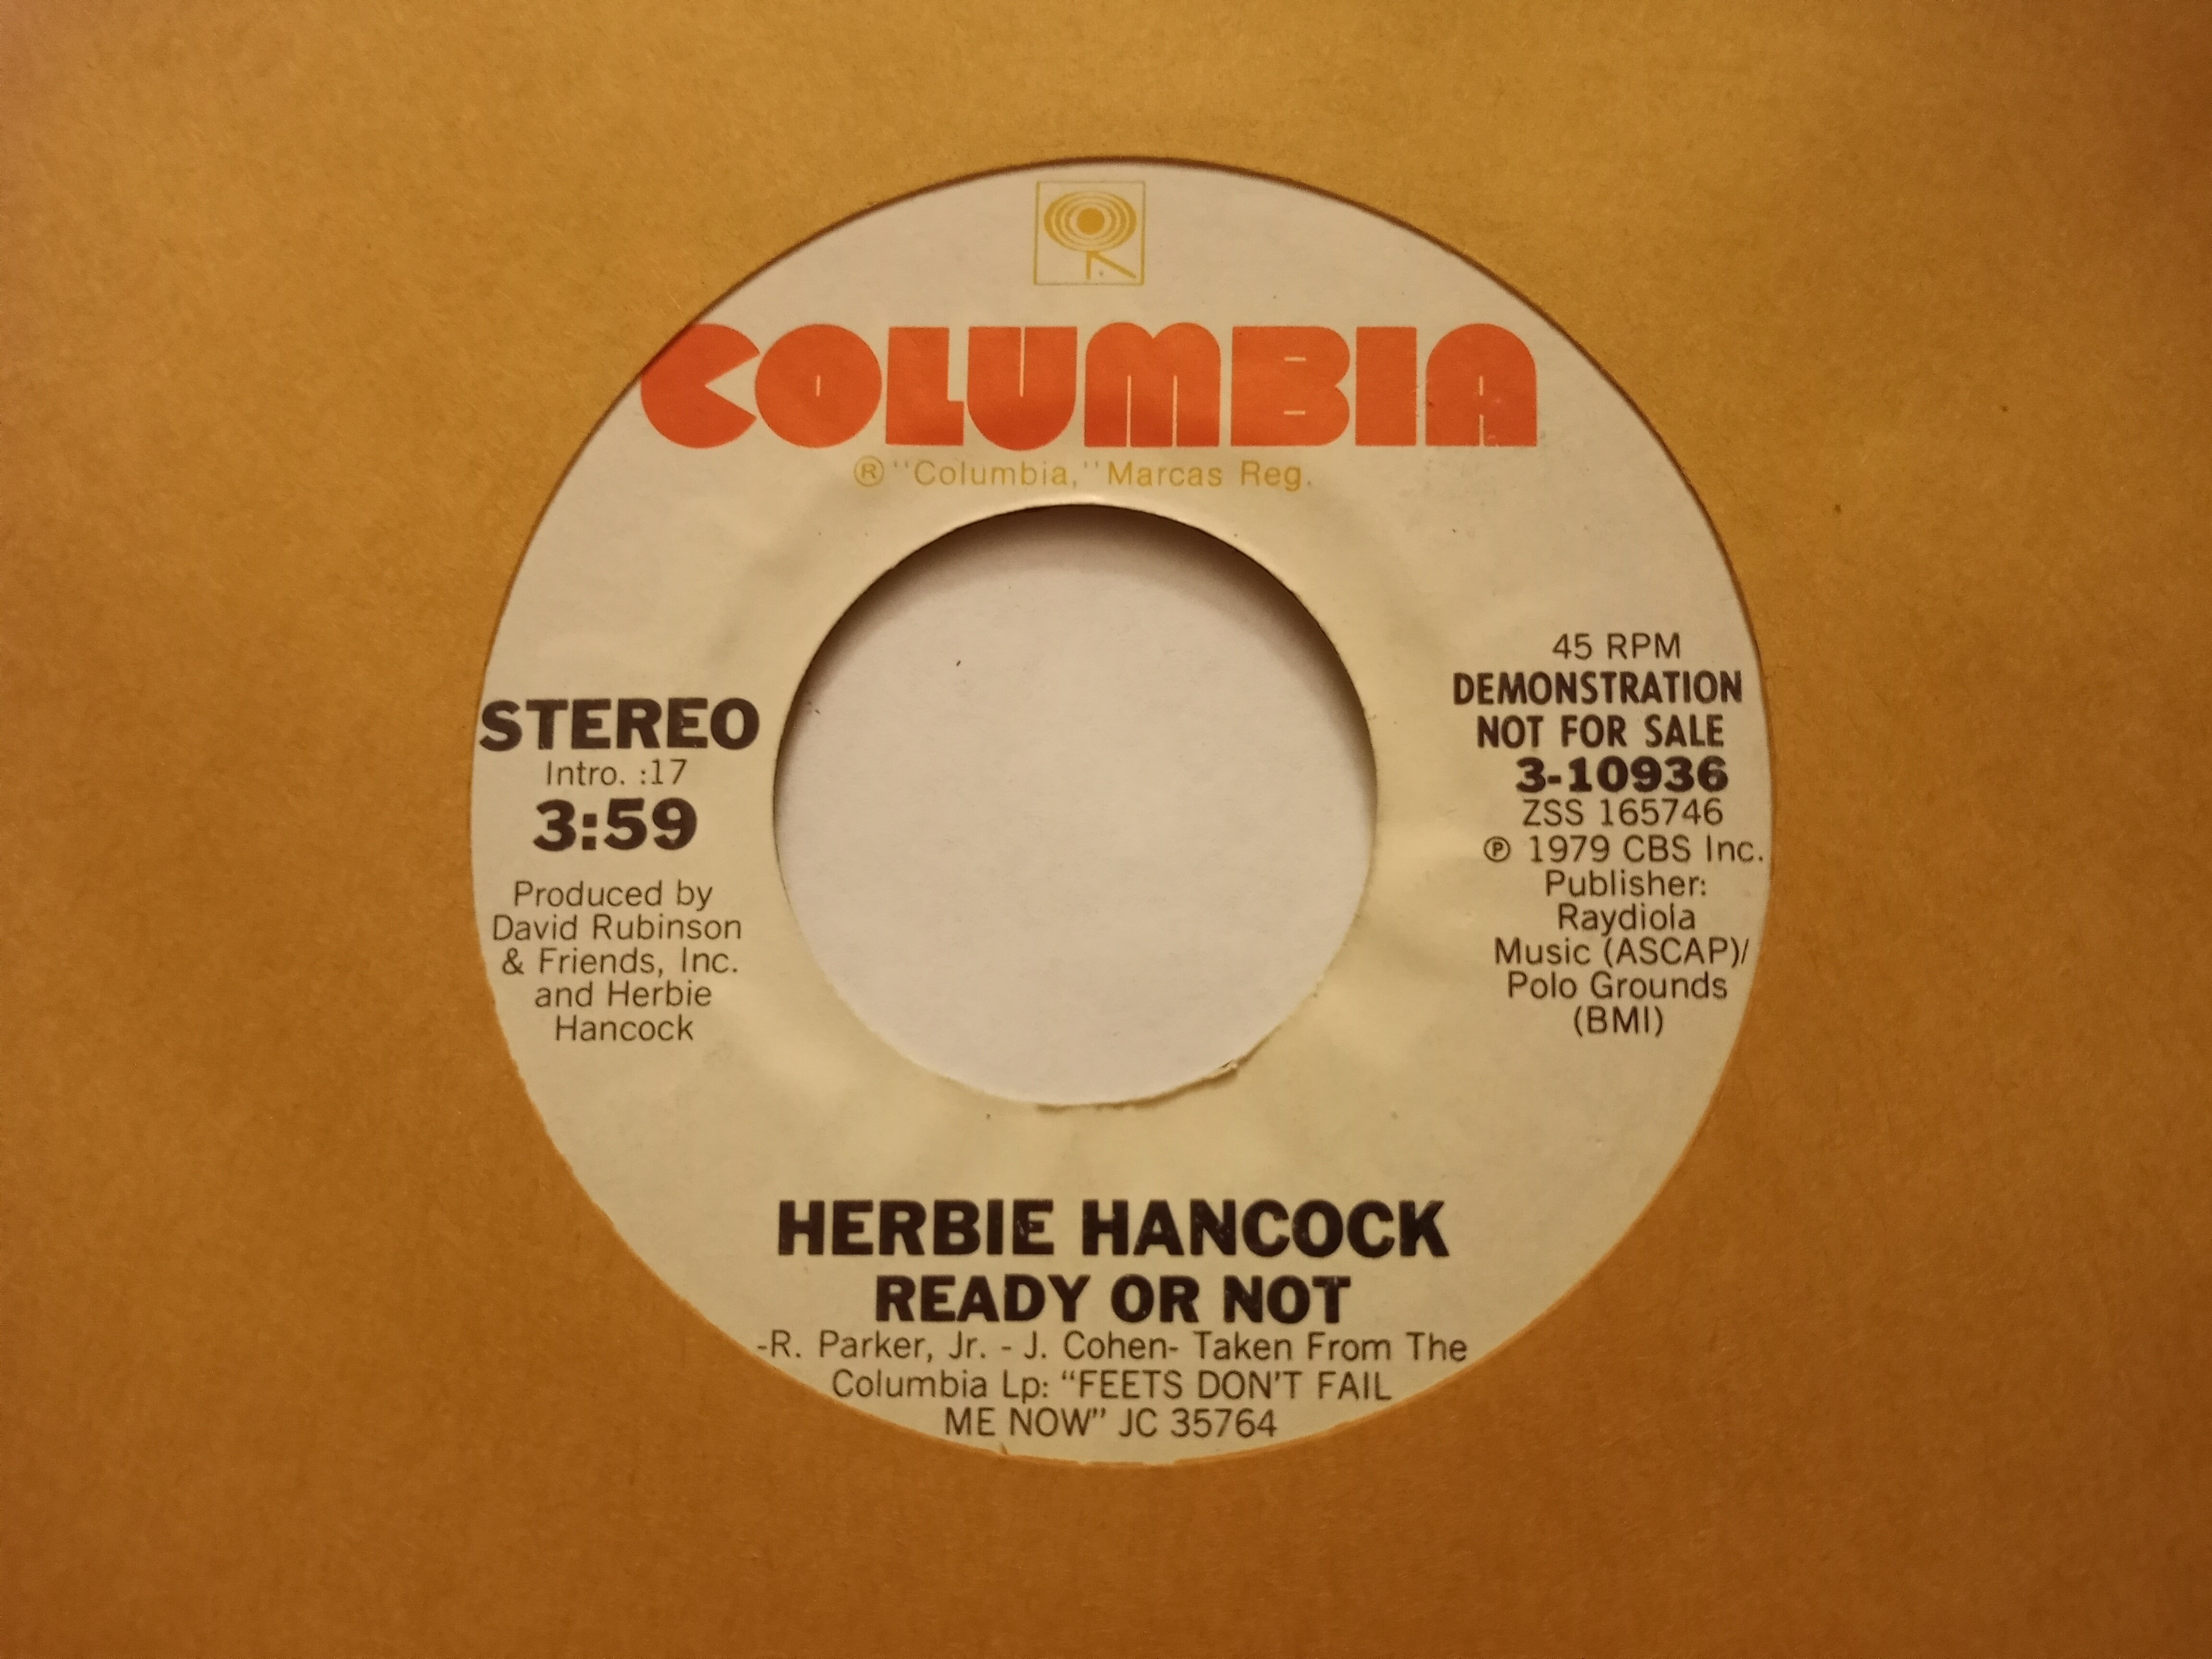 COLUMBIA
® "Columbia," Marcas Reg.
STEREO
Intro. :17
3:59
Produced by
David Rubinson
& Friends, Inc.
and Herbie
Hancock
45 RPM
DEMONSTRATION
NOT FOR SALE
3-10936
ZSS 165746
℗ 1979 CBS Inc.
Publisher:
Raydiola
Music (ASCAP)/
Polo Grounds
(BMI)
HERBIE HANCOCK
READY OR NOT
-R. Parker, Jr. - J. Cohen- Taken From The
Columbia Lp: "FEETS DON'T FAIL
ME NOW" JC 35764